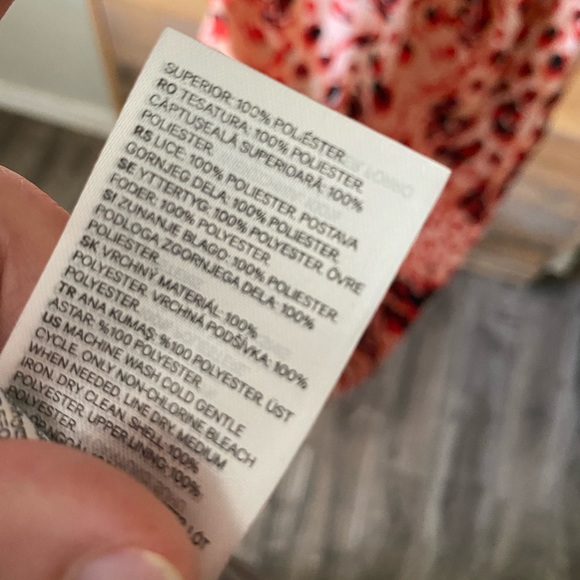 SUPERIOR: 100% POLIÉSTER.
RO TESATURA: 100% POLIESTER.
CĂPTUȘEALĂ SUPERIOARĂ: 100%
POLIESTER.
RS LICE: 100% POLIESTER. POSTAVA
GORNJEG DELA: 100% POLIESTER.
SE YTTERTYG: 100% POLYESTER. ÖVRE
FODER: 100% POLYESTER.
SI ZUNANJE BLAGO: 100% POLIESTER.
PODLOGA ZGORNJEGA DELA: 100%
POLIESTER.
SK VRCHNÝ MATERIÁL: 100%
POLYESTER. VRCHNÁ PODŠÍVKA: 100%
POLYESTER.
TR ANA KUMAŞ: %100 POLYESTER. ÜST
ASTAR: %100 POLYESTER.
US MACHINE WASH COLD GENTLE
CYCLE. ONLY NON-CHLORINE BLEACH
WHEN NEEDED. LINE DRY. MEDIUM
IRON. DRY CLEAN. SHELL: 100%
POLYESTER. UPPER LINING: 100%
POLYESTER.
LÓT